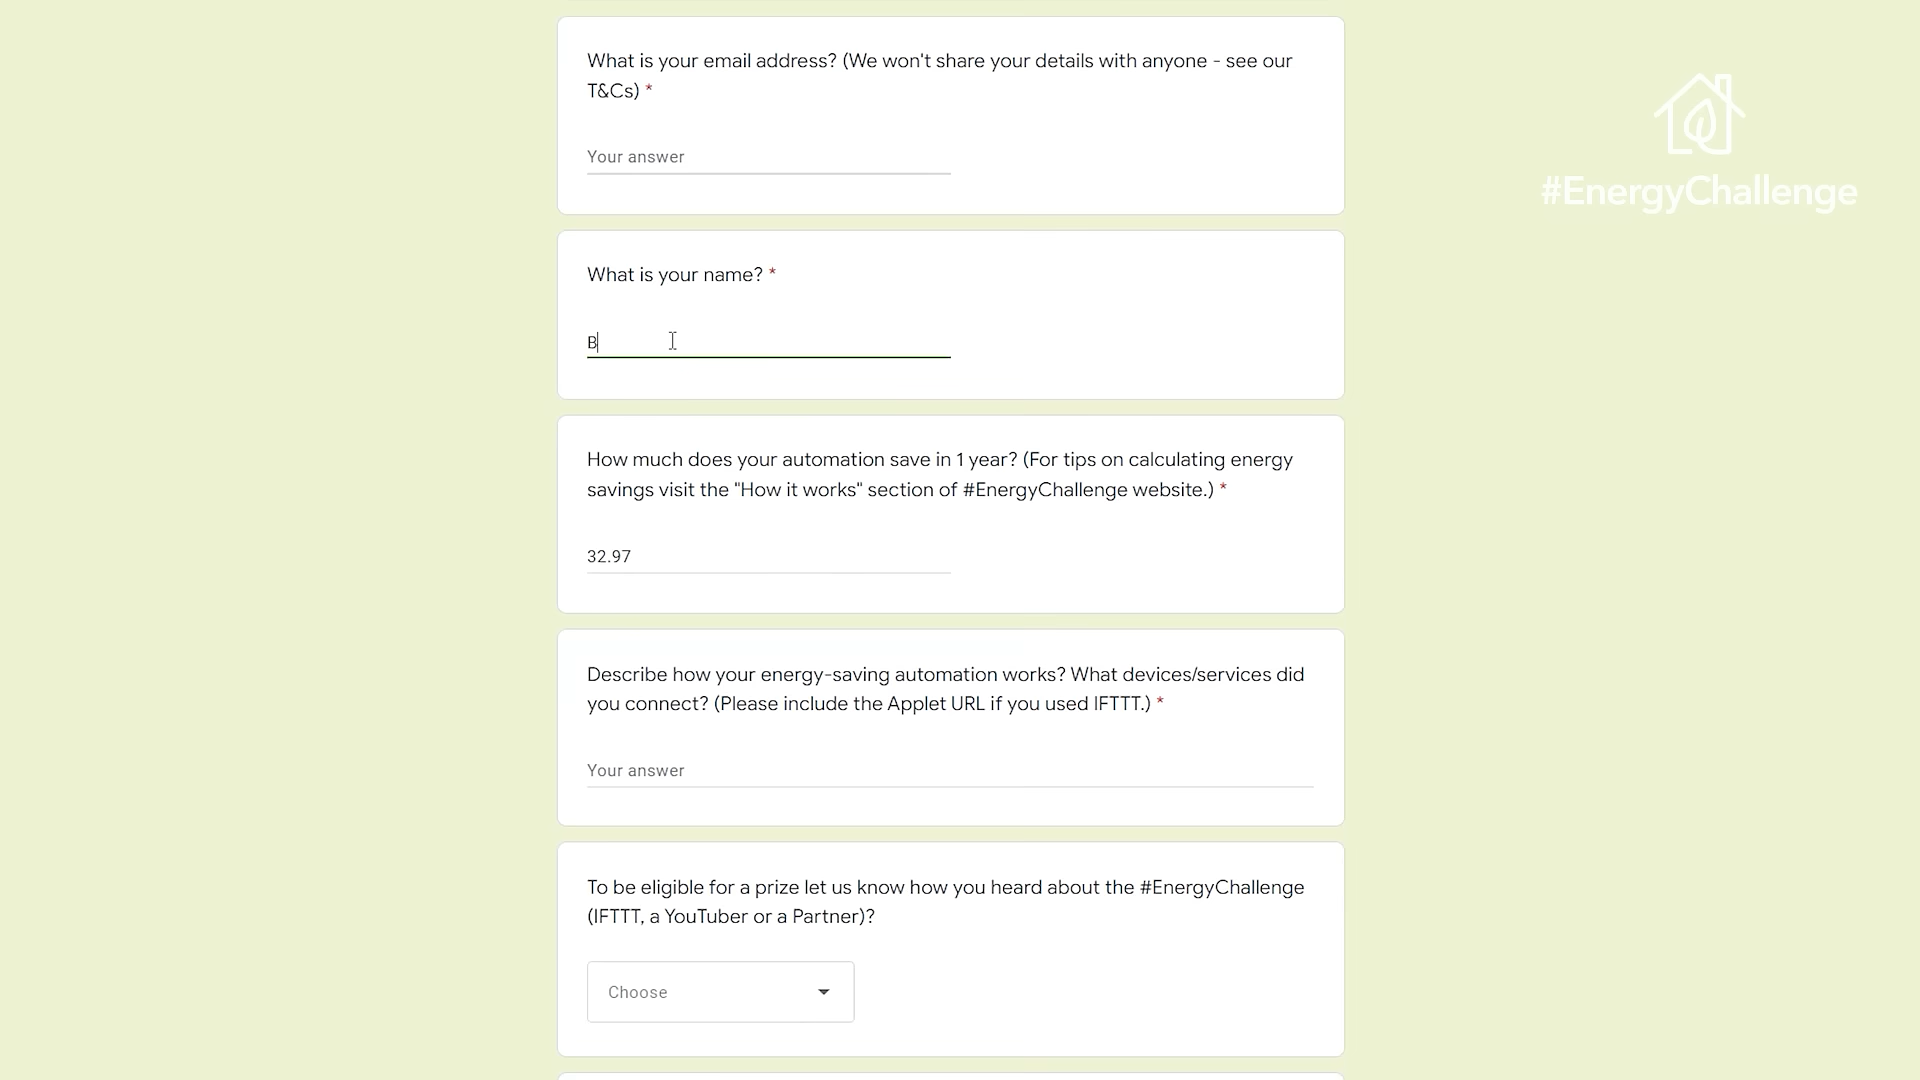 What is your email address? (We won't share your details with anyone - see our
T&Cs) *
Your answer
#EnergyChallenge
What is your name? *
B
How much does your automation save in 1 year? (For tips on calculating energy
savings visit the "How it works" section of #EnergyChallenge website.) *
32.97
Describe how your energy-saving automation works? What devices/services did
you connect? (Please include the Applet URL if you used IFTTT.) *
Your answer
To be eligible for a prize let us know how you heard about the #EnergyChallenge
(IFTTT, a YouTuber or a Partner)?
Choose